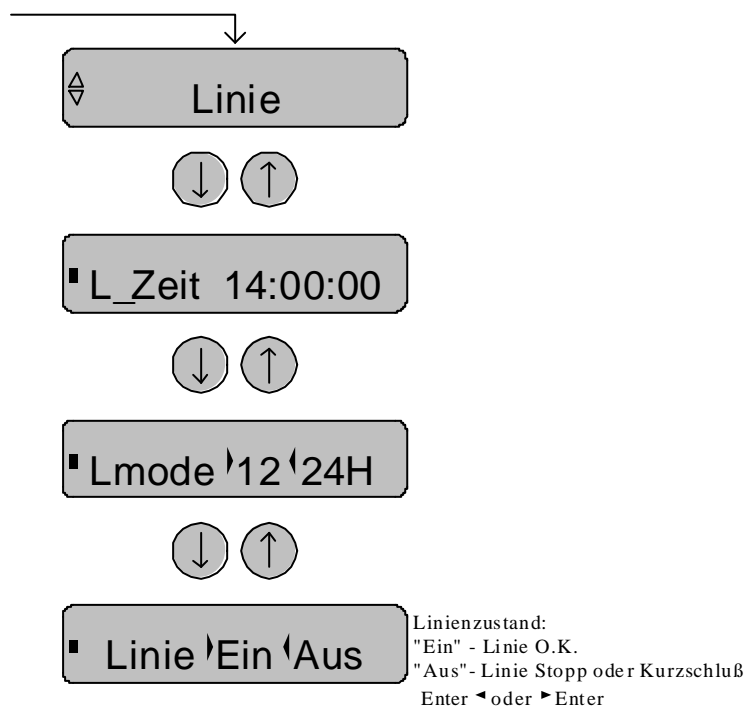 Linie
L_Zeit 14:00:00
Lmode 12 24H
Linie Ein Aus
Linienzustand:
"Ein" - Linie O.K.
"Aus"- Linie Stopp oder Kurzschluß
Enter ◄ oder ► Enter